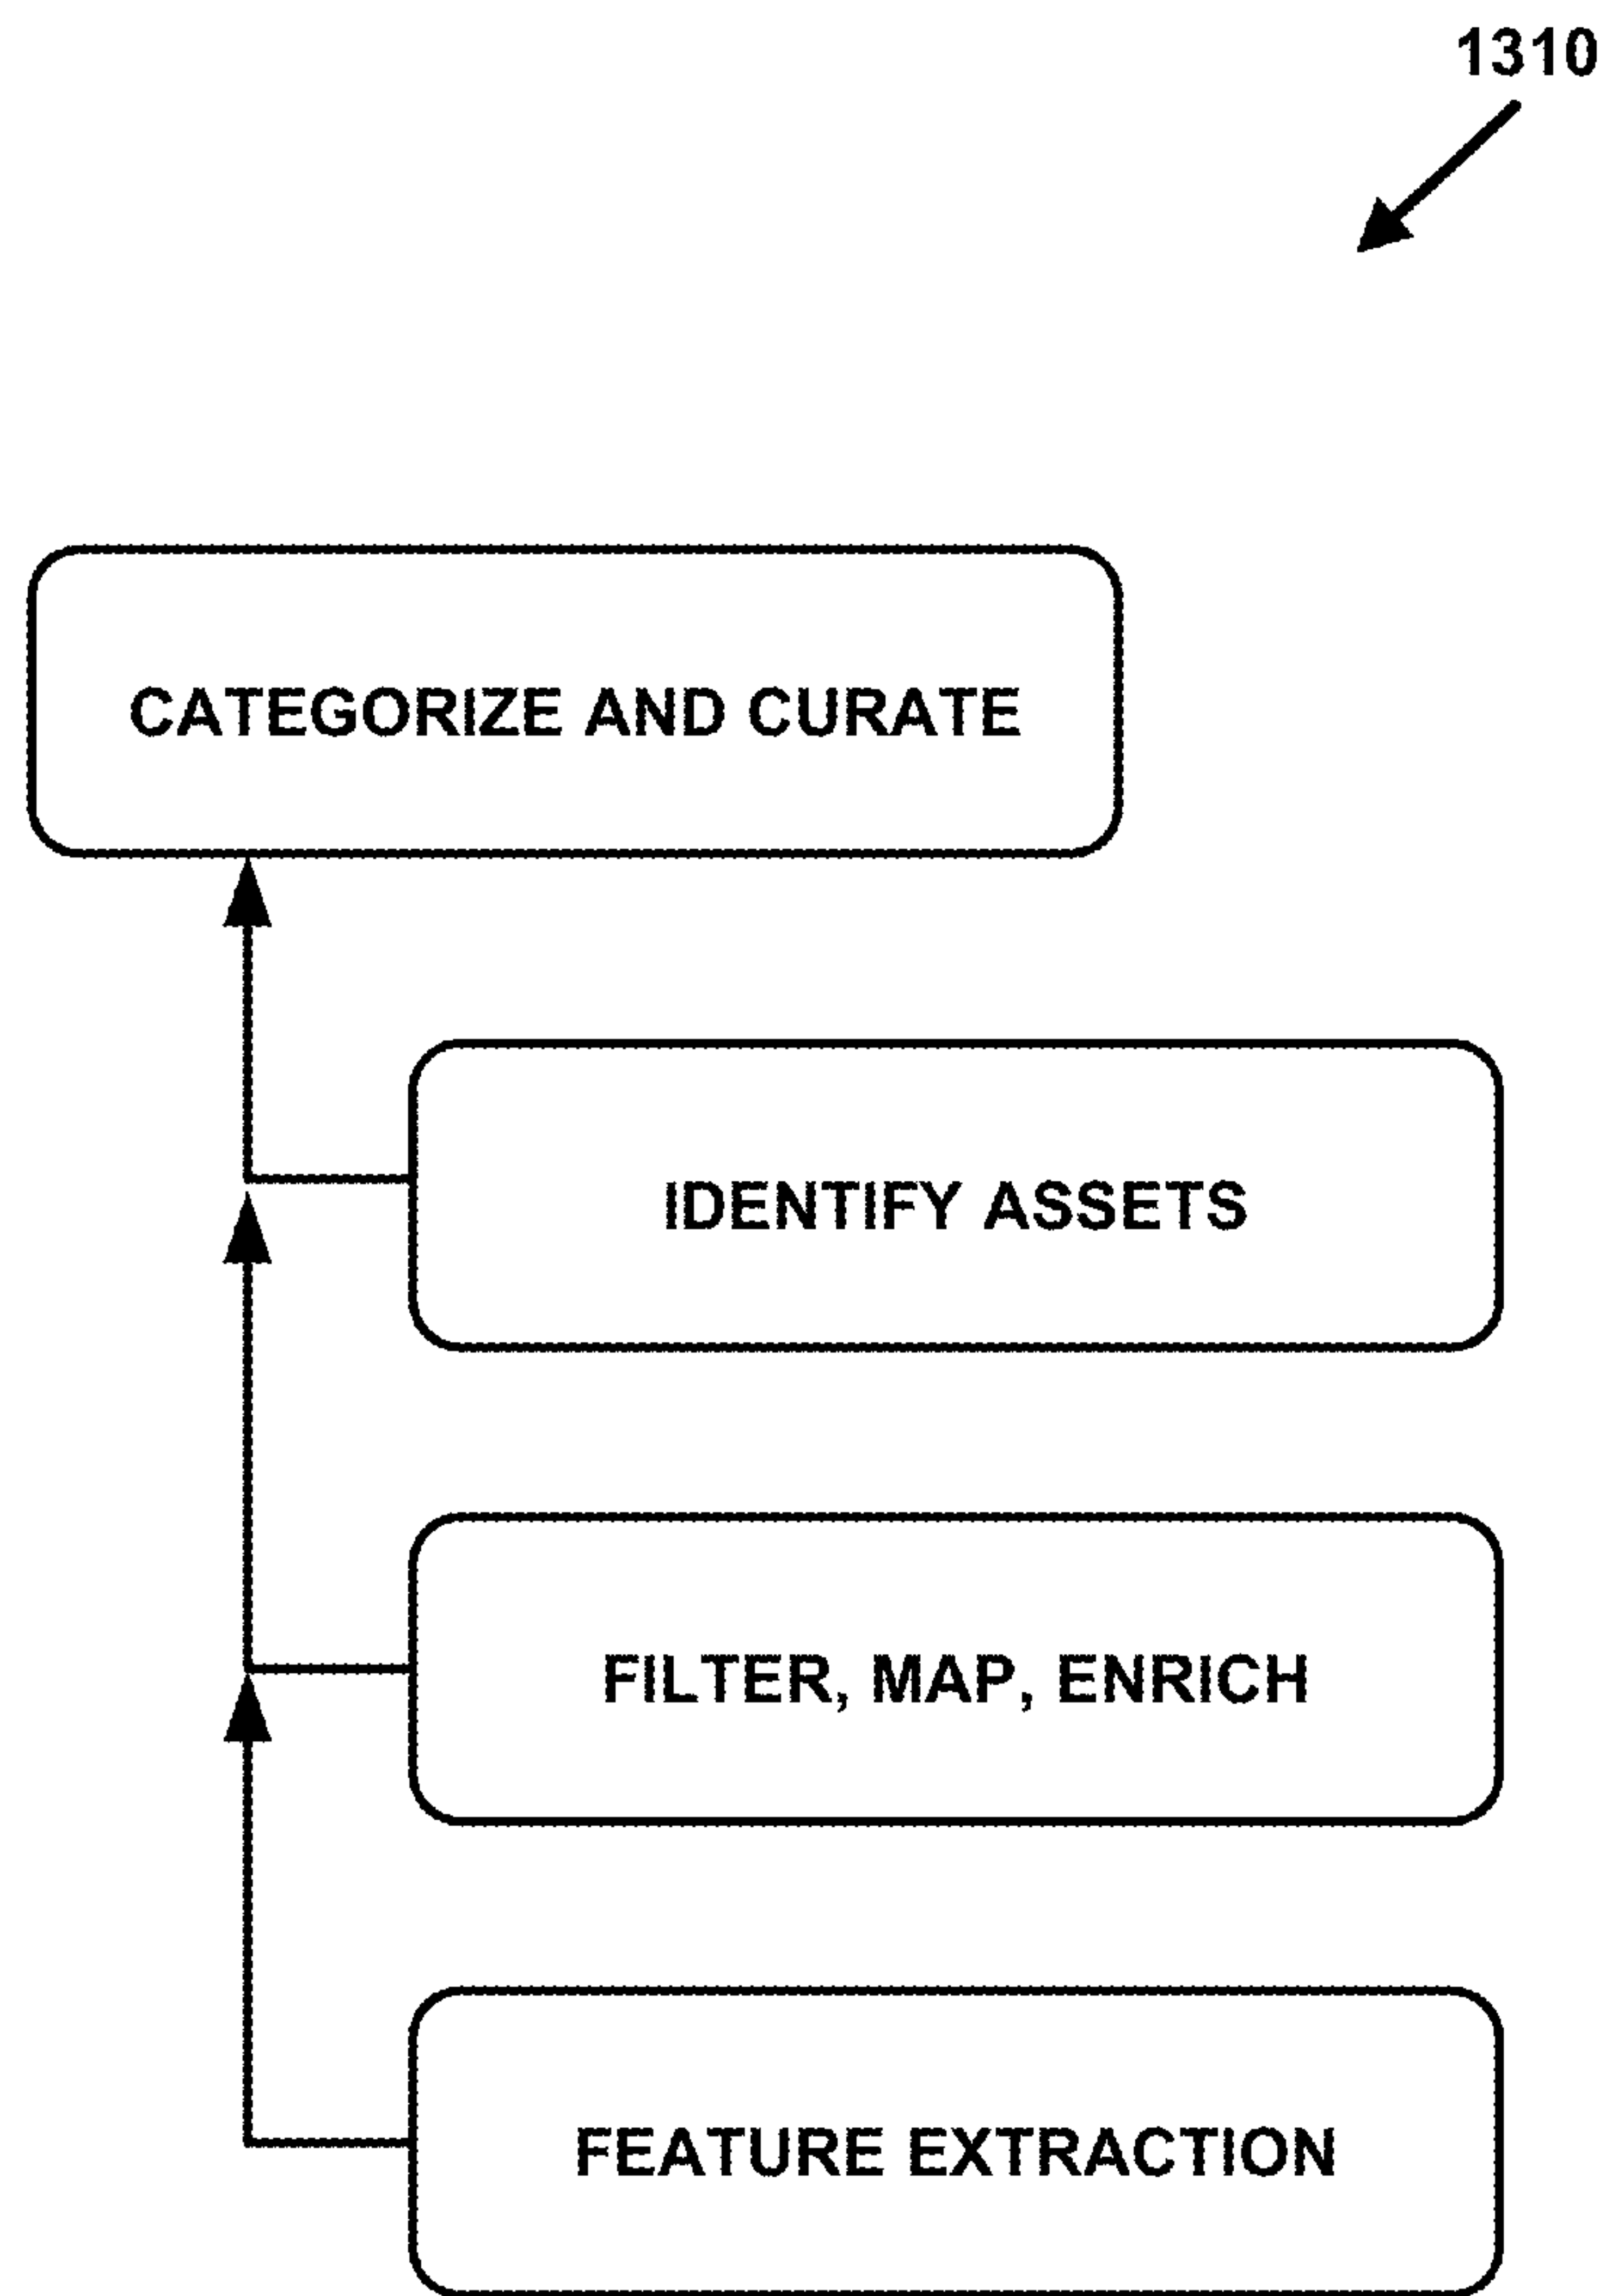 1310
CATEGORIZE AND CURATE
IDENTIFY ASSETS
FILTER, MAP, ENRICH
FEATURE EXTRACTION